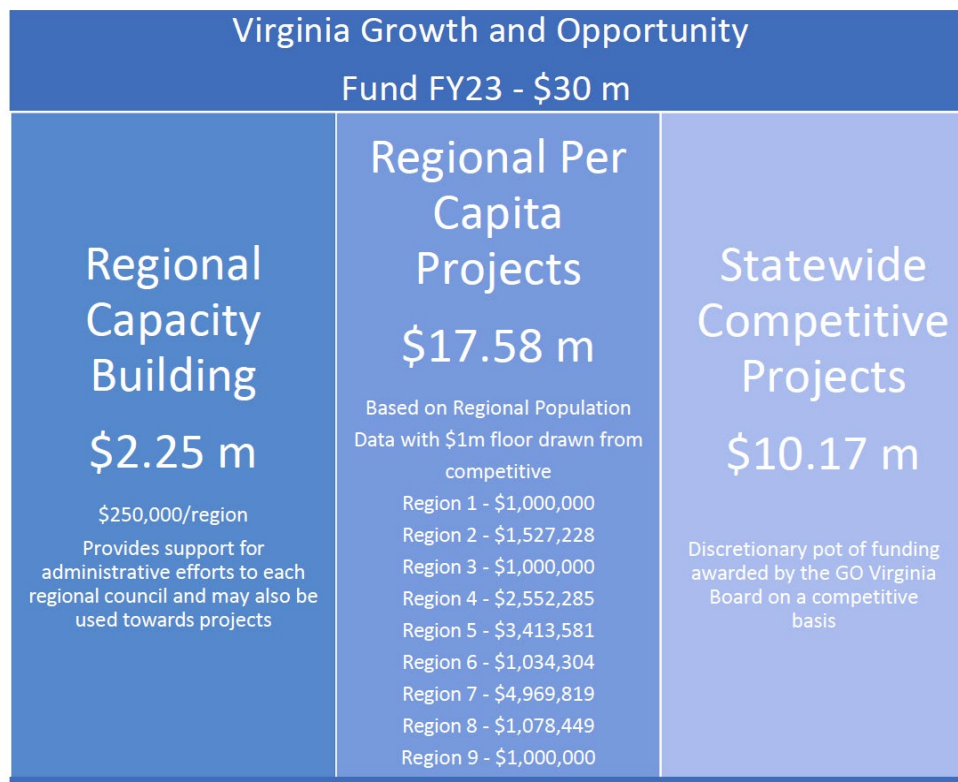 Virginia Growth and Opportunity
Fund FY23 - $30 m
Regional
Capacity
Building
$2.25 m
$250,000/region
Provides support for
administrative efforts to each
regional council and may also be
used towards projects
Regional Per
Capita
Projects
$17.58 m
Based on Regional Population
Data with $1m floor drawn from
competitive
Region 1 - $1,000,000
Region 2 - $1,527,228
Region 3 - $1,000,000
Region 4 - $2,552,285
Region 5 - $3,413,581
Region 6 - $1,034,304
Region 7 - $4,969,819
Region 8 - $1,078,449
Region 9 - $1,000,000
Statewide
Competitive
Projects
$10.17 m
Discretionary pot of funding
awarded by the GO Virginia
Board on a competitive
basis